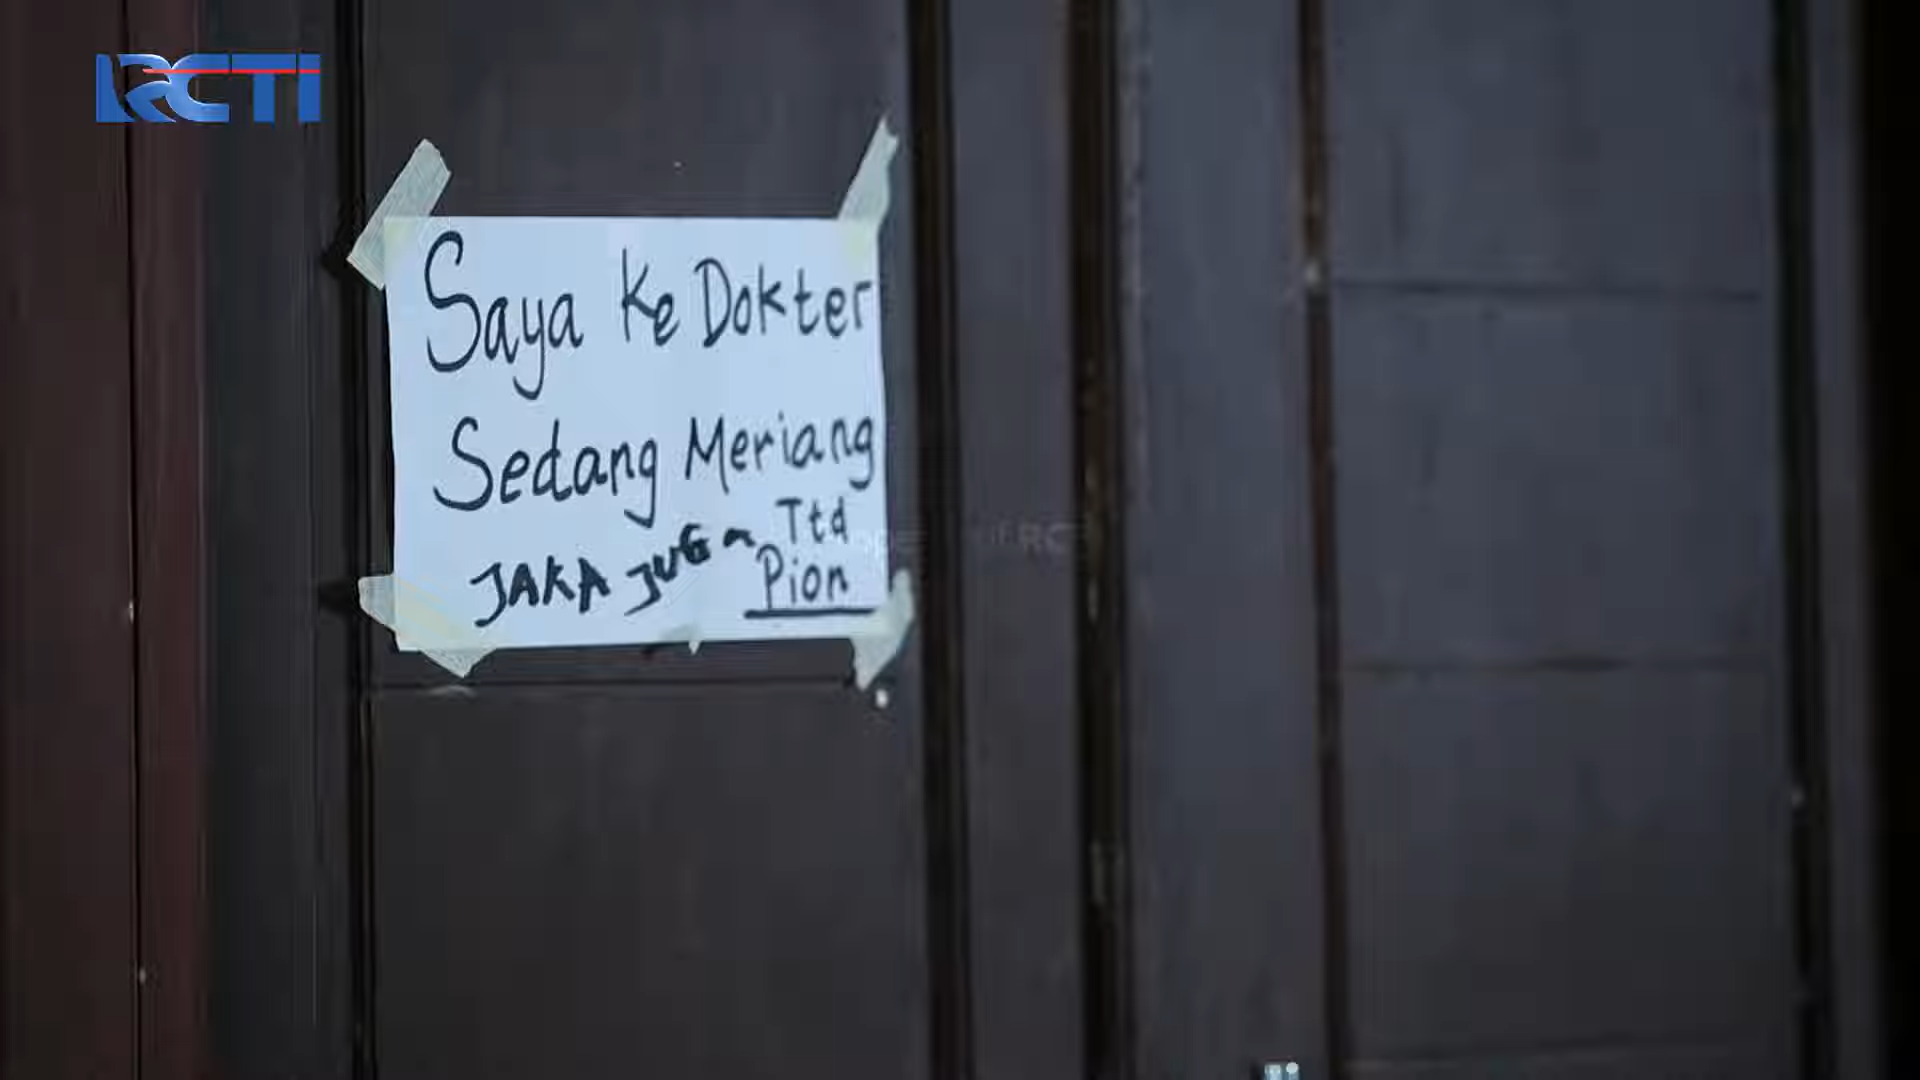 RCTI
Saya Ke Dokter
Sedang Meriang
Ttd
JAKA JUGA
Pion